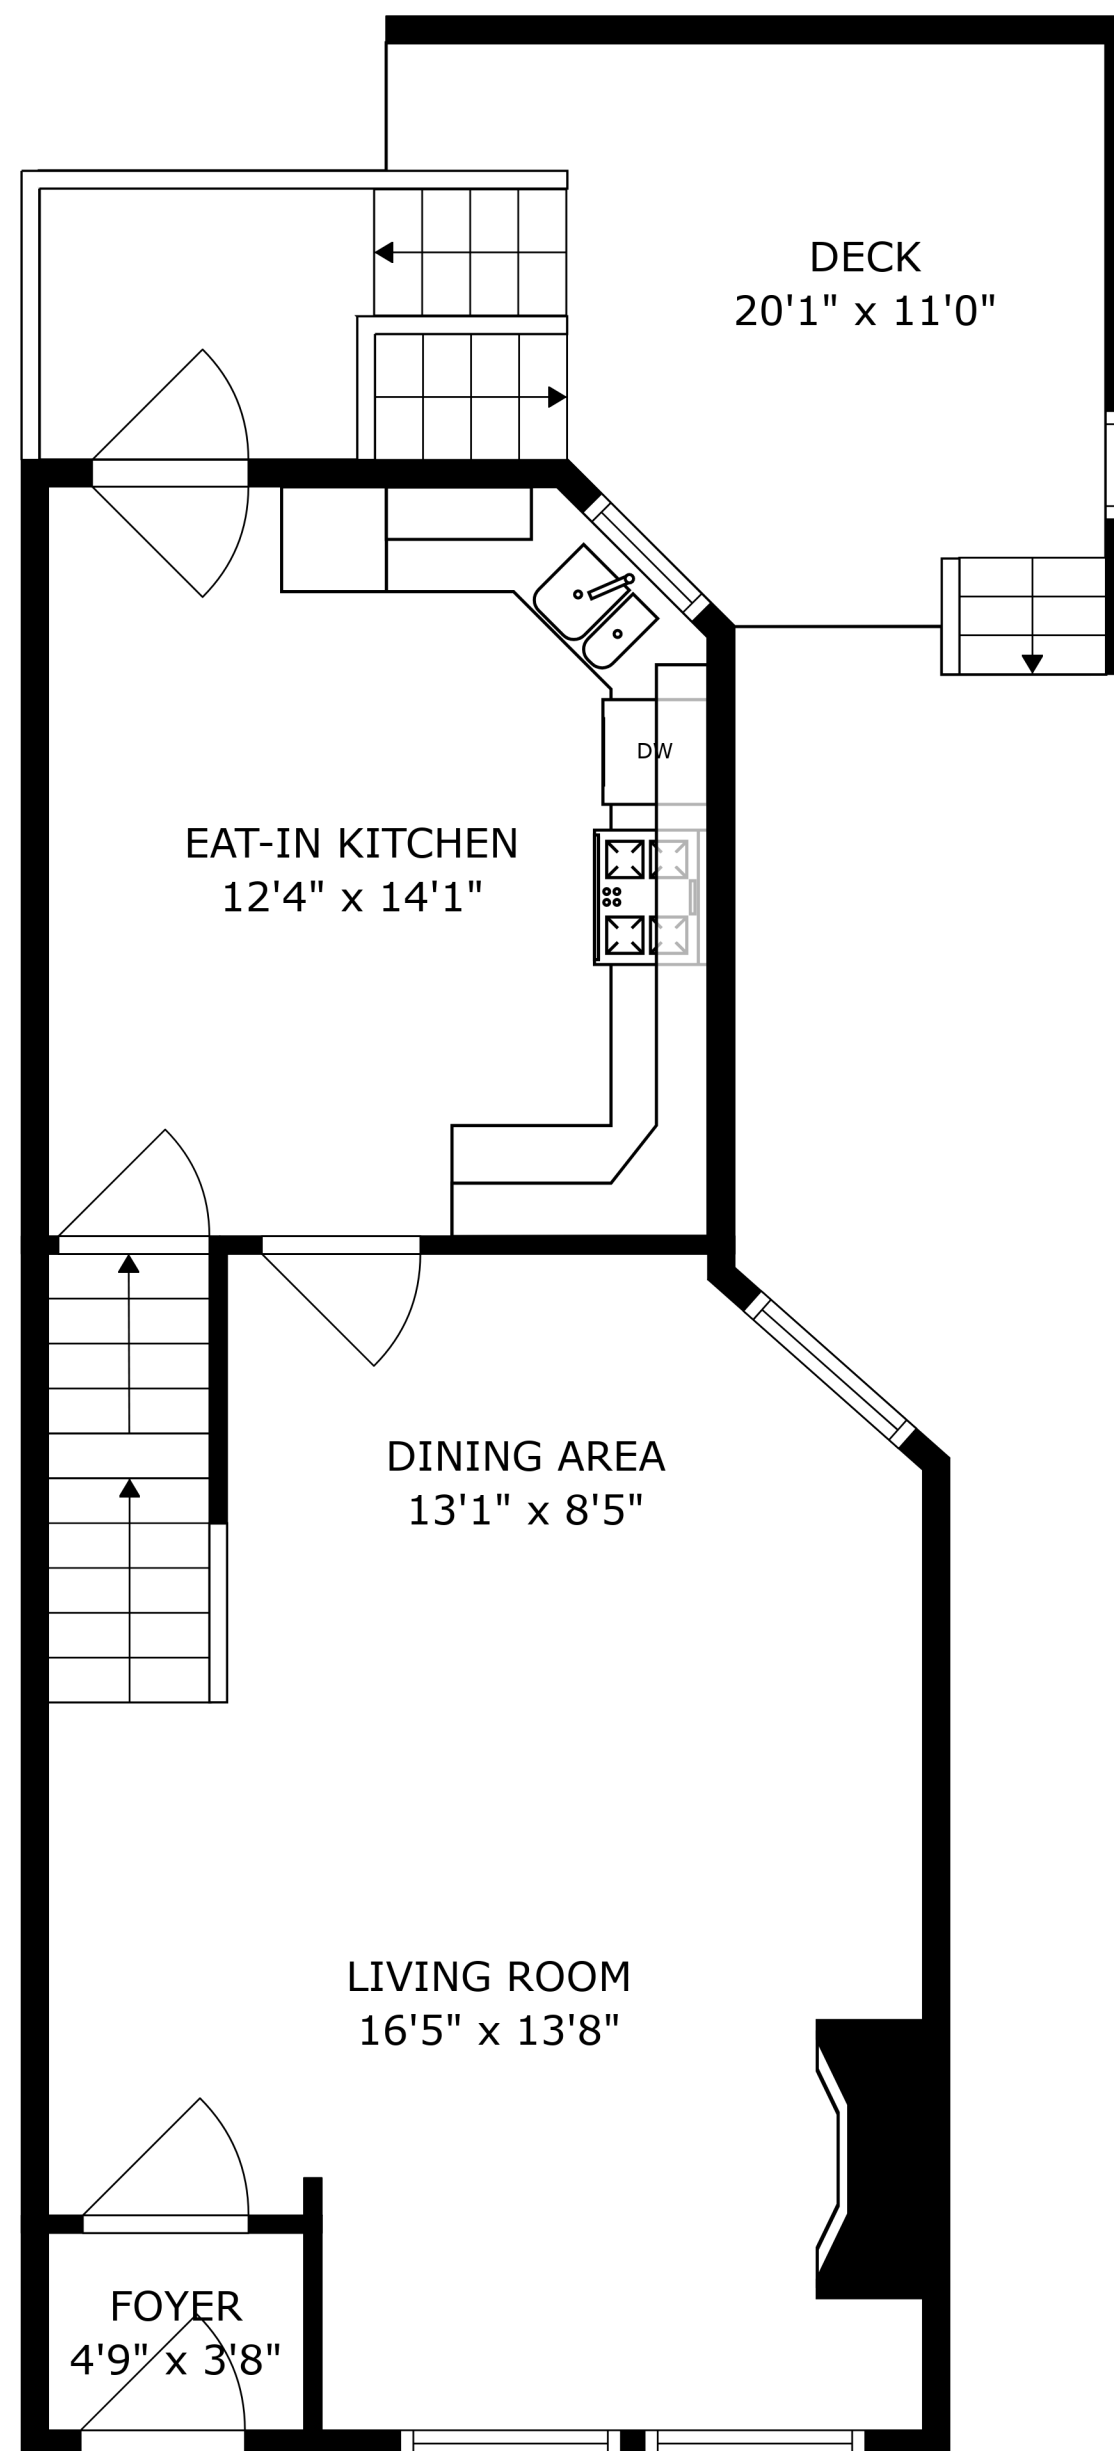 DECK
20'1" x 11'0"
DW
EAT-IN KITCHEN
12'4" x 14'1"
DINING AREA
13'1" x 8'5"
LIVING ROOM
16'5" x 13'8"
FOYER
4'9" x 3'8"